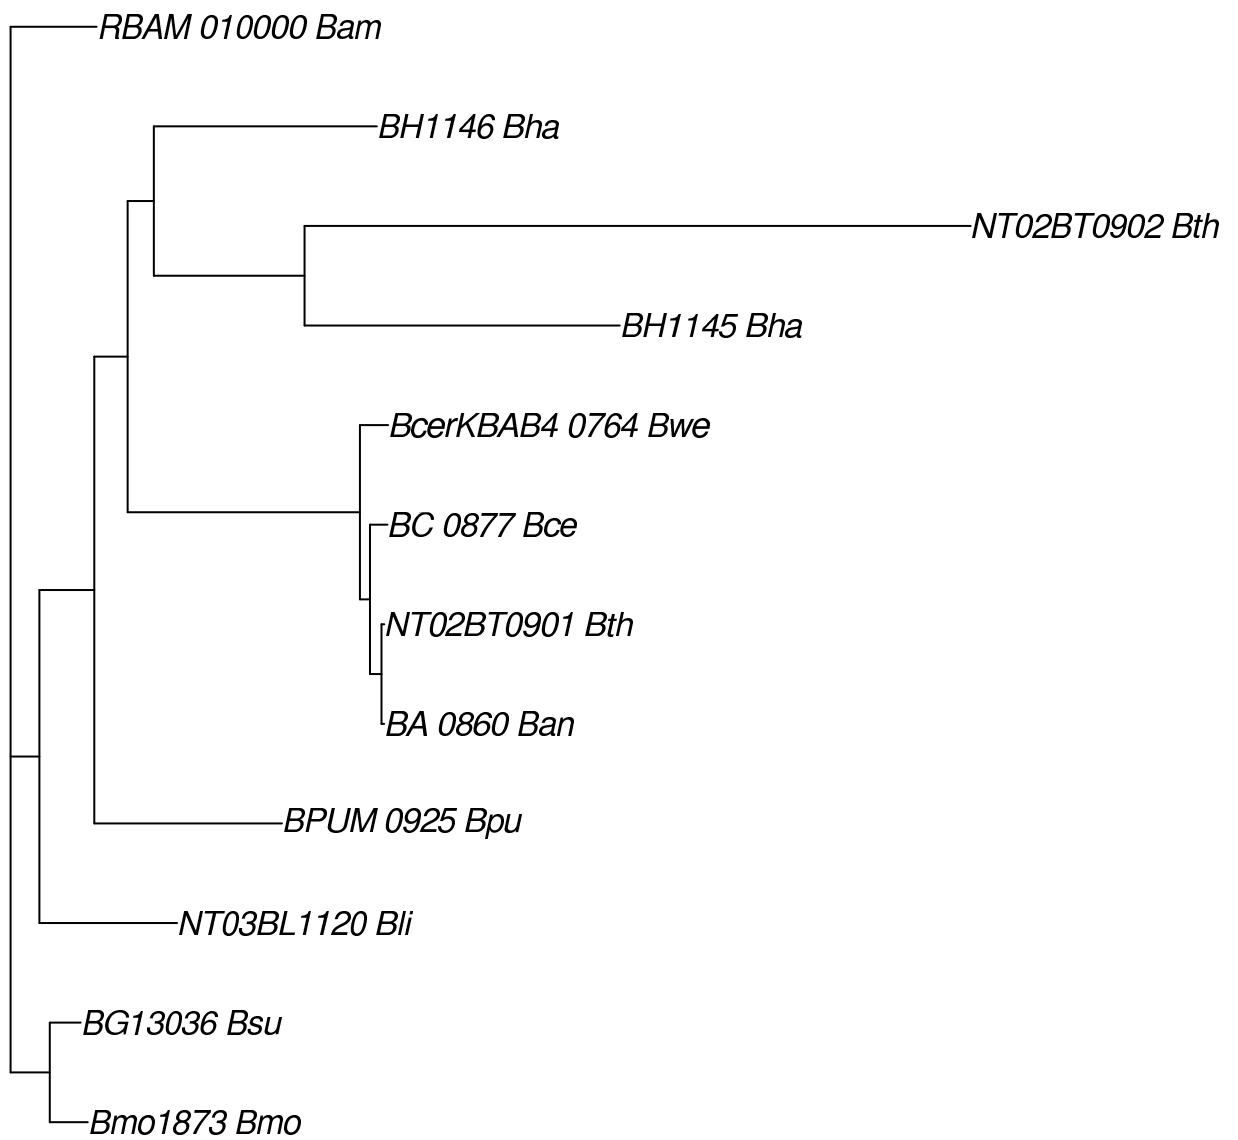 RBAM 010000 Bam
BH1146 Bha
NT02BT0902 Bth
BH1145 Bha
BcerKBAB4 0764 Bwe
BC 0877 Bce
NT02BT0901 Bth
BA 0860 Ban
BPUM 0925 Bpu
NT03BL1120 Bli
BG13036 Bsu
Bmo1873 Bmo